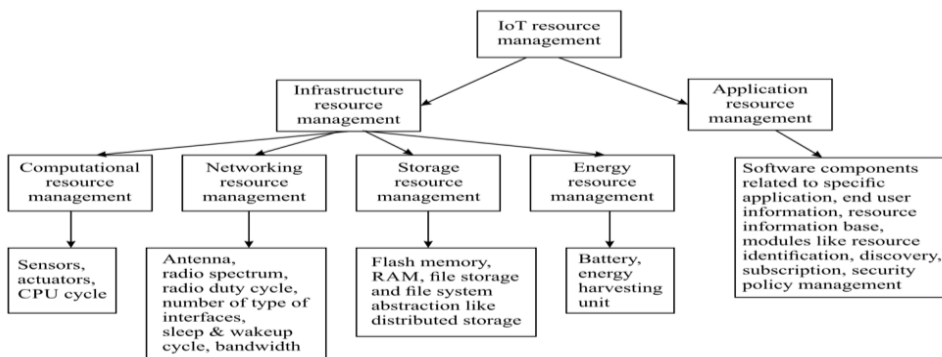 IoT resource
management
Infrastructure
resource
management
Application
resource
management
Computational
resource
management
Networking
resource
management
Storage
resource
management
Energy
resource
management
Sensors,
actuators,
CPU cycle
Antenna,
radio spectrum,
radio duty cycle,
number of type of
interfaces,
sleep & wakeup
cycle, bandwidth
Flash memory,
RAM, file storage
and file system
abstraction like
distributed storage
Battery,
energy
harvesting
unit
Software components
related to specific
application, end user
information, resource
information base,
modules like resource
identification, discovery,
subscription, security
policy management